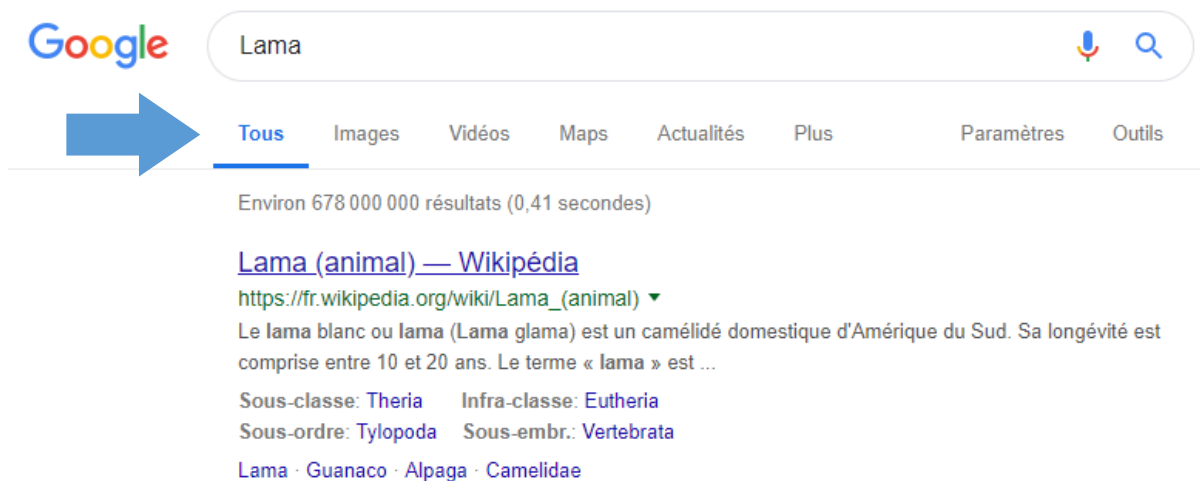 Google Lama
Tous Images Vidéos Maps Actualités Plus Paramètres Outils
Environ 678 000 000 résultats (0,41 secondes)
Lama (animal) — Wikipédia
https://fr.wikipedia.org/wiki/Lama_(animal)
Le lama blanc ou lama (Lama glama) est un camélidé domestique d'Amérique du Sud. Sa longévité est
comprise entre 10 et 20 ans. Le terme « lama » est ...
Sous-classe: Theria Infra-classe: Eutheria
Sous-ordre: Tylopoda Sous-embr.: Vertebrata
Lama · Guanaco · Alpaga · Camelidae